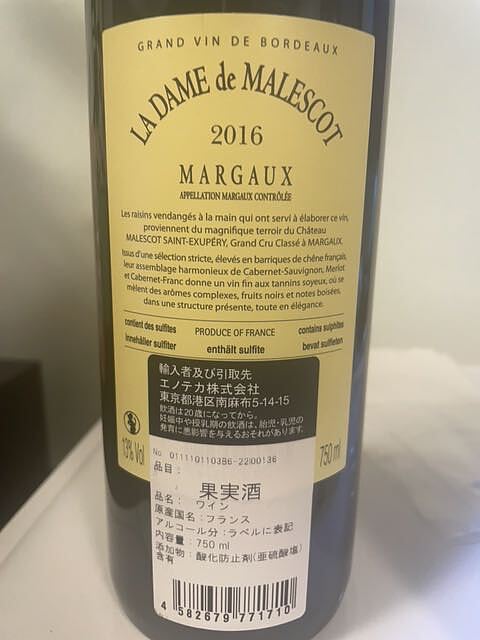 GRAND VIN DE BORDEAUX
LA DAME de MALESCOT
2016
MARGAUX
APPELLATION MARGAUX CONTRÔLÉE
Les raisins vendangés à la main qui ont servi à élaborer ce vin,
proviennent du magnifique terroir du Château
MALESCOT SAINT-EXUPÉRY, Grand Cru Classé à MARGAUX.
Issus d'une sélection stricte, élevés en barriques de chêne français,
leur assemblage harmonieux de Cabernet-Sauvignon, Merlot
et Cabernet-Franc donne un vin fin aux tannins soyeux, où se
mêlent des arômes complexes, fruits noirs et notes boisées,
dans une structure présente, toute en élégance.
contient des sulfites PRODUCE OF FRANCE contains sulphites
innehåller sulfiter enthält sulfite bevat sulfieten
輸入者及び引取先
エノテカ株式会社
東京都港区南麻布5-14-15
飲酒は20歳になってから。
妊娠中や授乳期の飲酒は、胎児・乳児の
発育に悪影響を与えるおそれがあります。
13% Vol
750 ml
No 0111101103B6-2200136
品目:
果実酒
品名: ワイン
原産国名:フランス
アルコール分:ラベルに表記
内容量:750 ml
添加物:酸化防止剤(亜硫酸塩)
含有
4 582679 771710